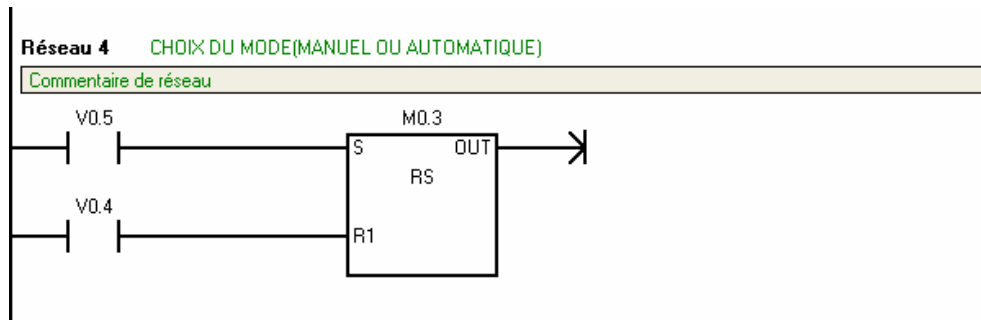 Réseau 4 CHOIX DU MODE(MANUEL OU AUTOMATIQUE)
Commentaire de réseau
V0.5 M0.3
S OUT
RS
V0.4
R1